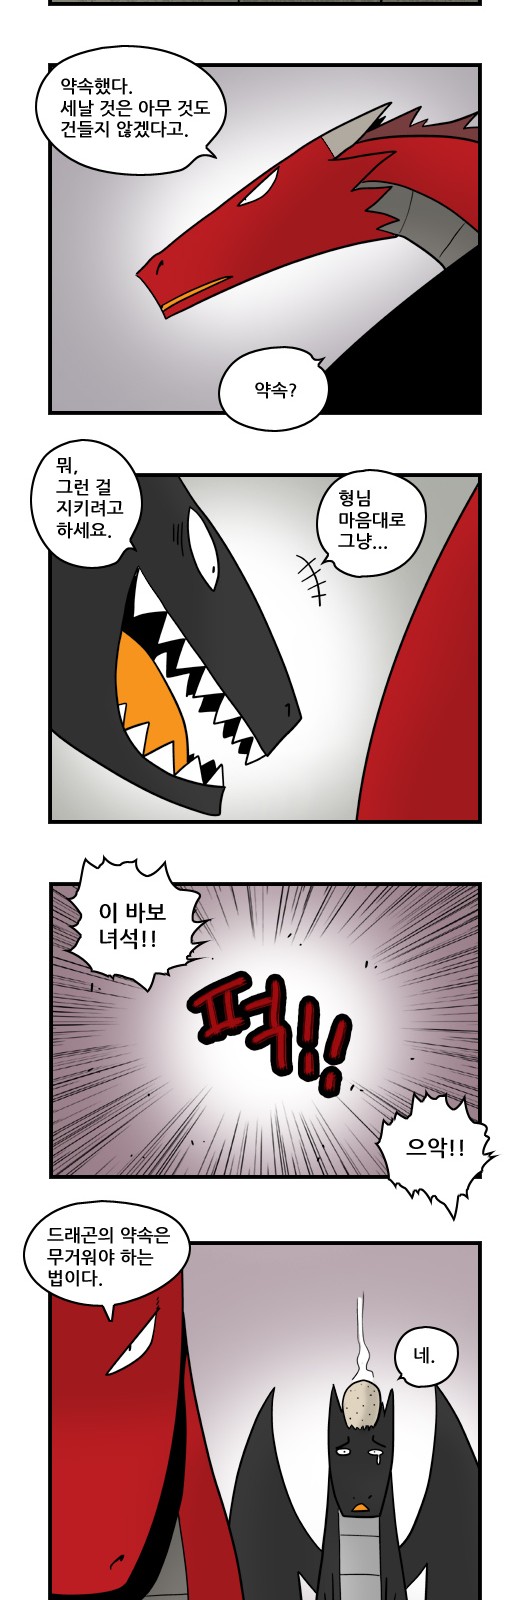 약속했다.
세날 것은 아무 것도
건들지 않겠다고.
약속?
뭐,
그런 걸
지키려고
하세요.
형님
마음대로
그냥...
이 바보
녀석!!
퍽!!
으악!!
드래곤의 약속은
무거워야 하는
법이다.
네.